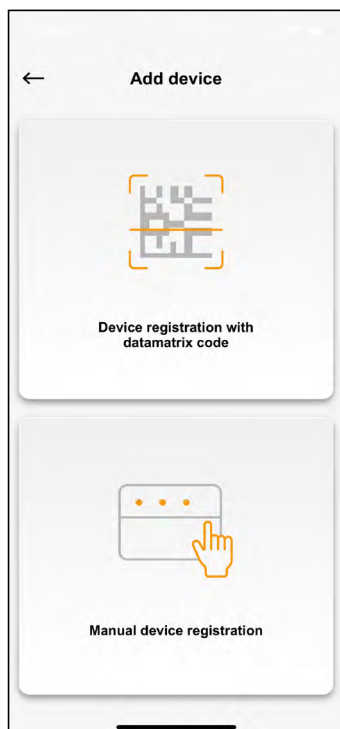 Add device
Device registration with
datamatrix code
Manual device registration